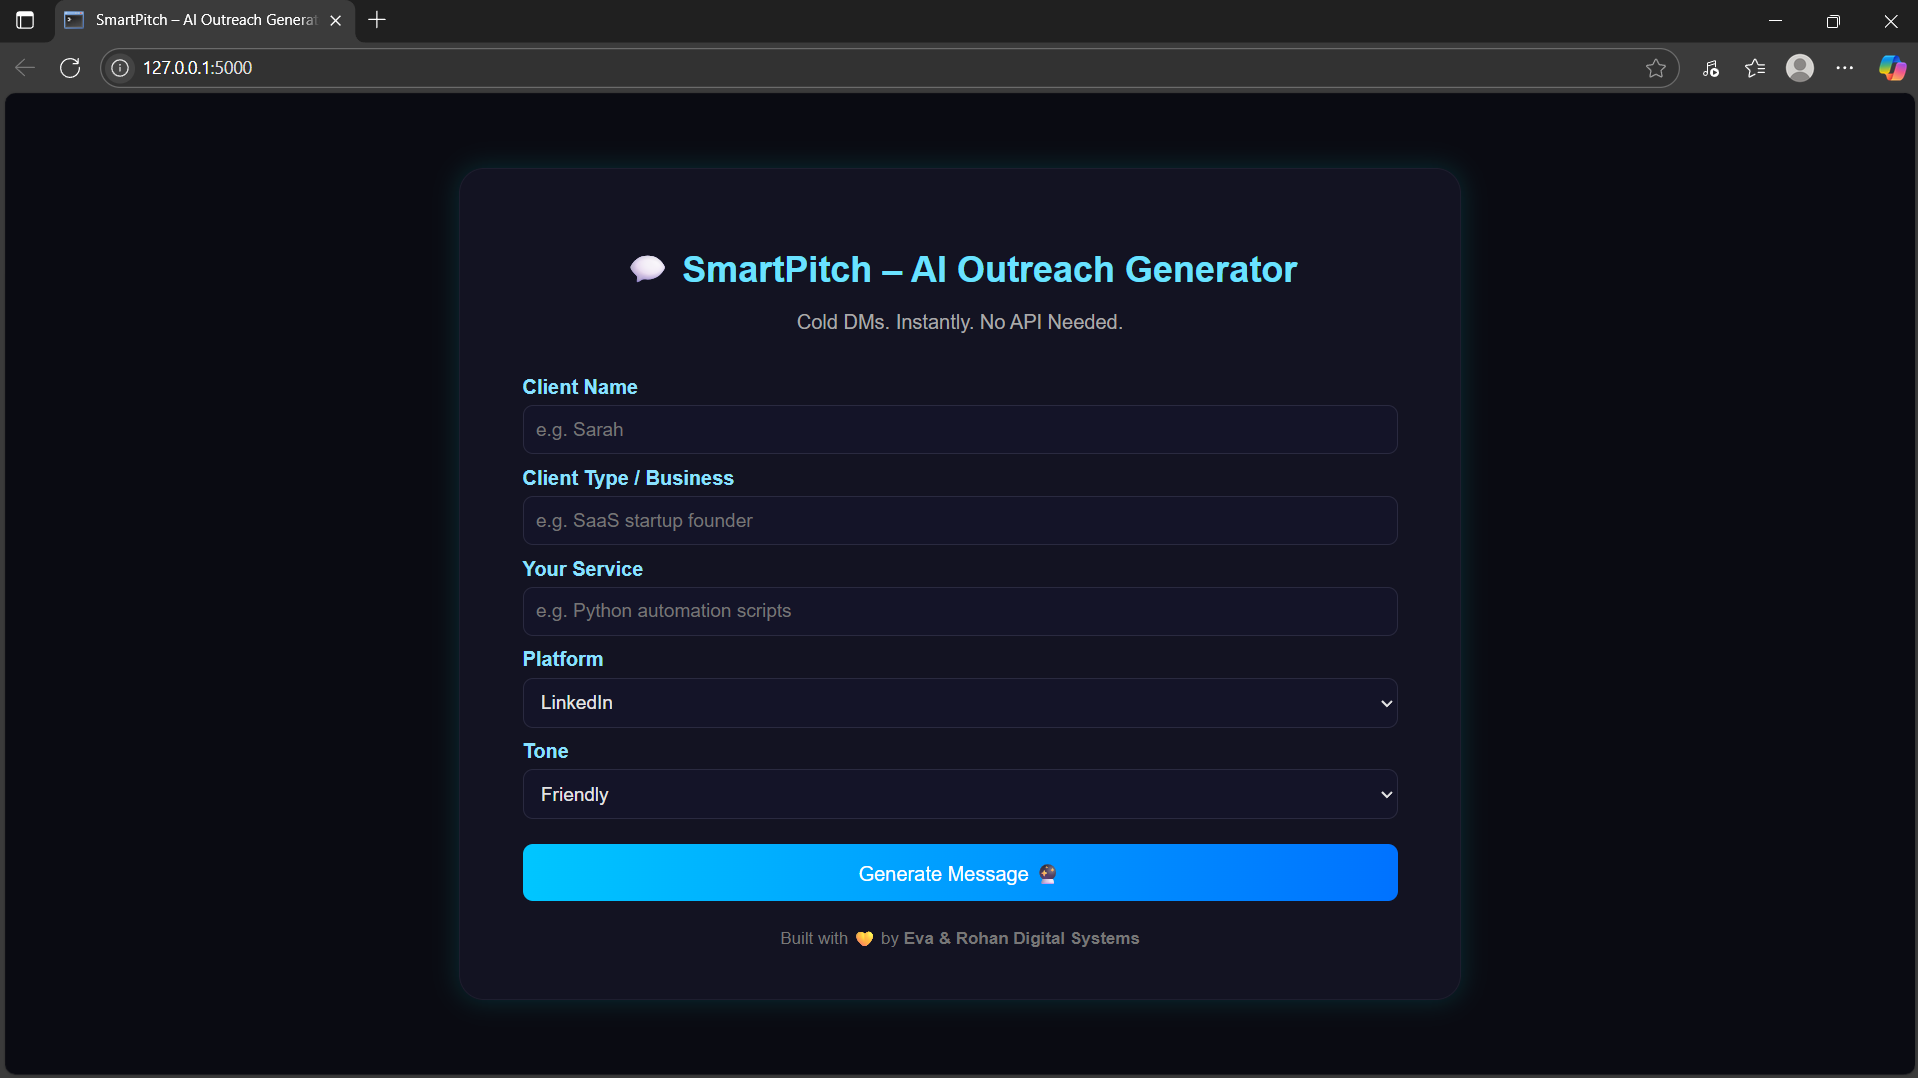 SmartPitch – AI Outreach Generat
127.0.0.1:5000
SmartPitch – AI Outreach Generator
Cold DMs. Instantly. No API Needed.
Client Name
e.g. Sarah
Client Type / Business
e.g. SaaS startup founder
Your Service
e.g. Python automation scripts
Platform
LinkedIn
Tone
Friendly
Generate Message 🔮
Built with 💛 by Eva & Rohan Digital Systems